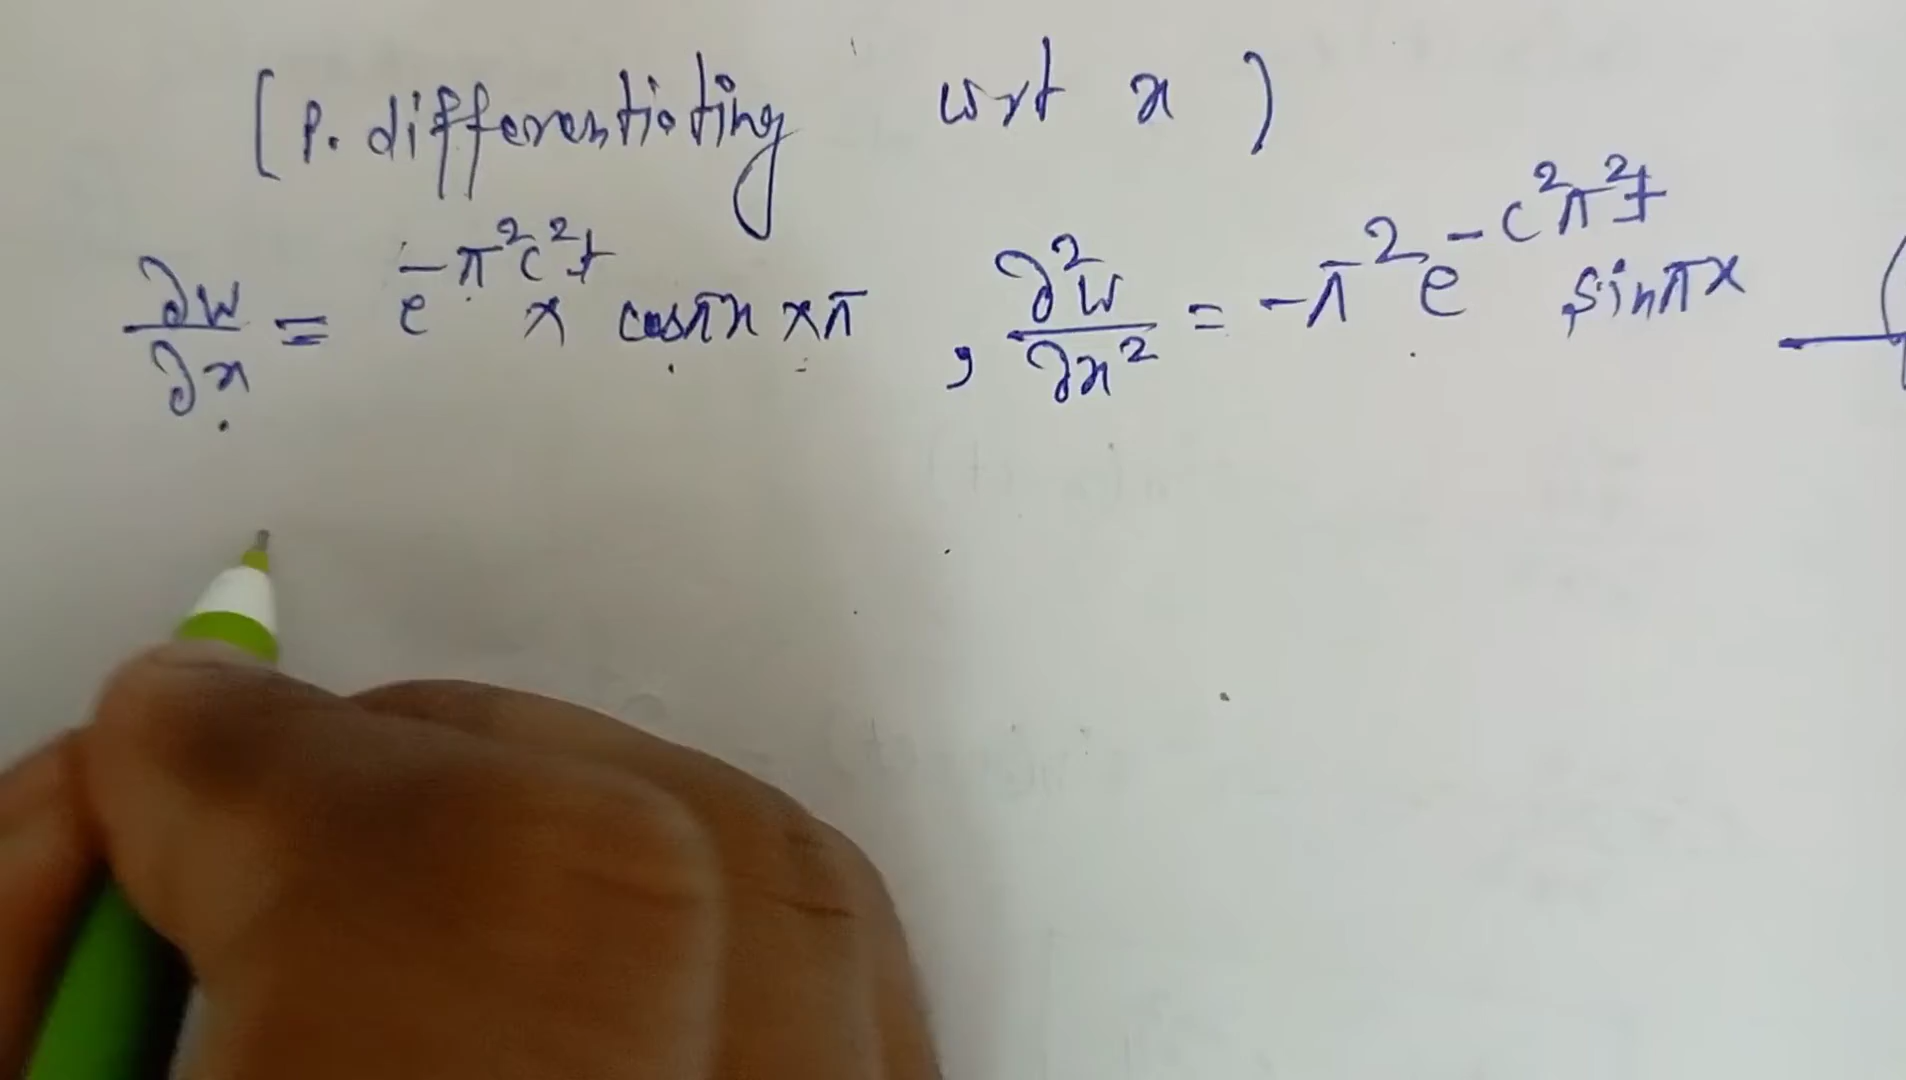 (P. differentiating wrt x)
∂w/∂x = e^{-π²c²t} × cosπx × π , ∂²w/∂x² = -π² e^{-c²π²t} sinπx —